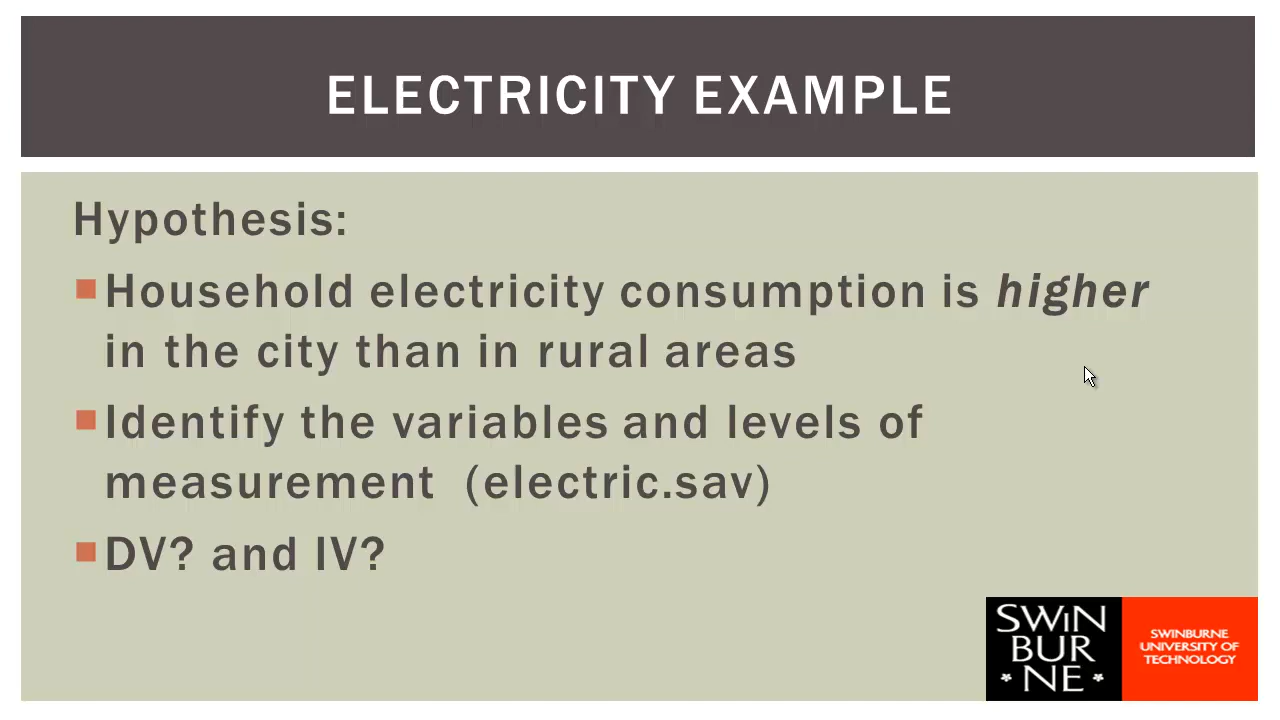 ELECTRICITY EXAMPLE
Hypothesis:
Household electricity consumption is higher
in the city than in rural areas
Identify the variables and levels of
measurement (electric.sav)
DV? and IV?
SWiN
BUR
NE
SWINBURNE
UNIVERSITY OF
TECHNOLOGY